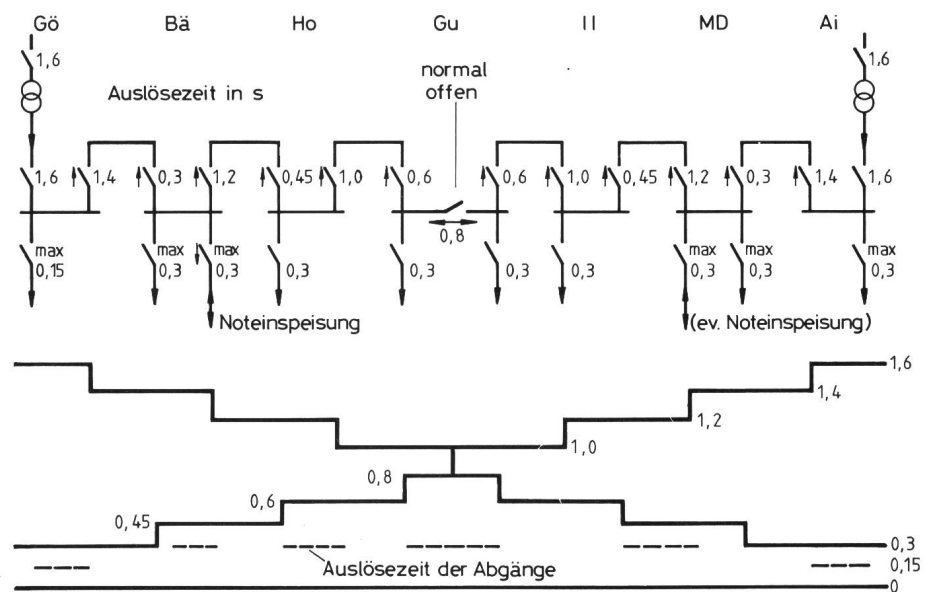 Gö Bä Ho Gu Il MD Ai
1,6 normal 1,6
offen
Auslösezeit in s
1,6 1,4 0,3 1,2 0,45 1,0 0,6 0,6 1,0 0,45 1,2 0,3 1,4 1,6
0,8
max max max max max max
0,15 0,3 0,3 0,3 0,3 0,3 0,3 0,3 0,3 0,3
Noteinspeisung (ev. Noteinspeisung)
1,6
1,4
1,2
1,0
0,8
0,6
0,45
0,3
Auslösezeit der Abgänge 0,15
0